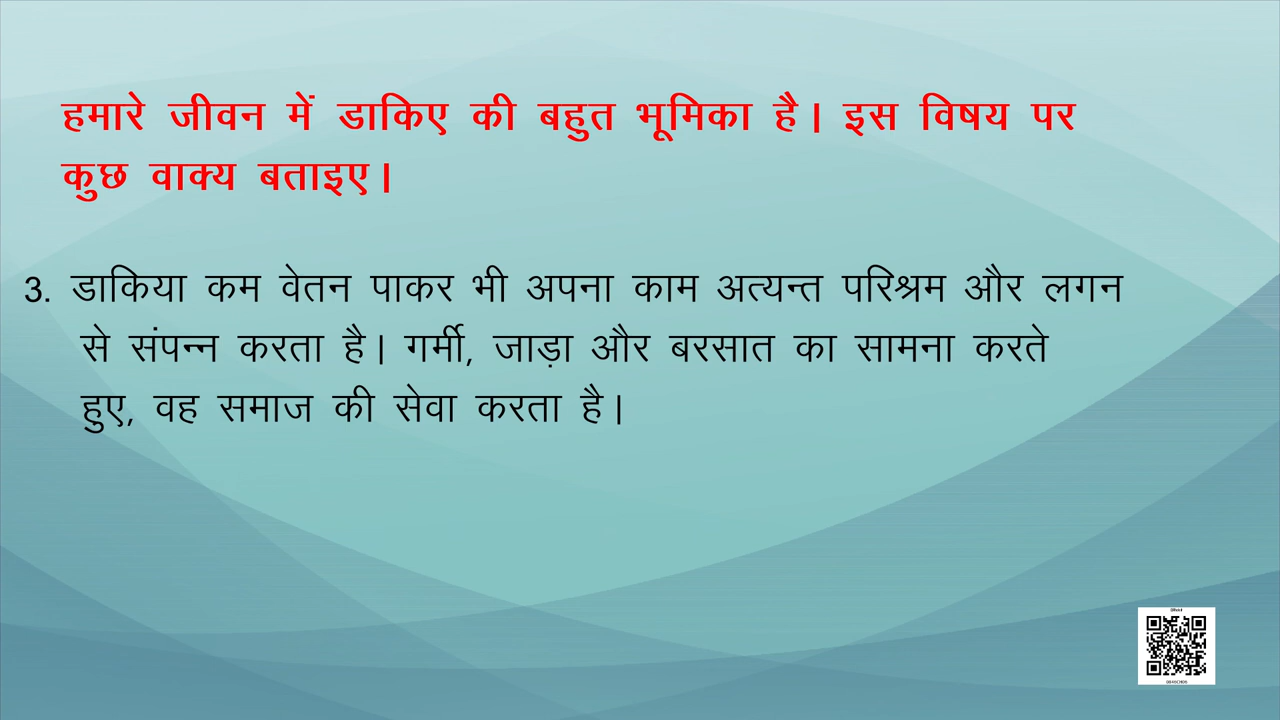 हमारे जीवन में डाकिए की बहुत भूमिका है। इस विषय पर
कुछ वाक्य बताइए।
3. डाकिया कम वेतन पाकर भी अपना काम अत्यन्त परिश्रम और लगन
से संपन्न करता है। गर्मी, जाड़ा और बरसात का सामना करते
हुए, वह समाज की सेवा करता है।